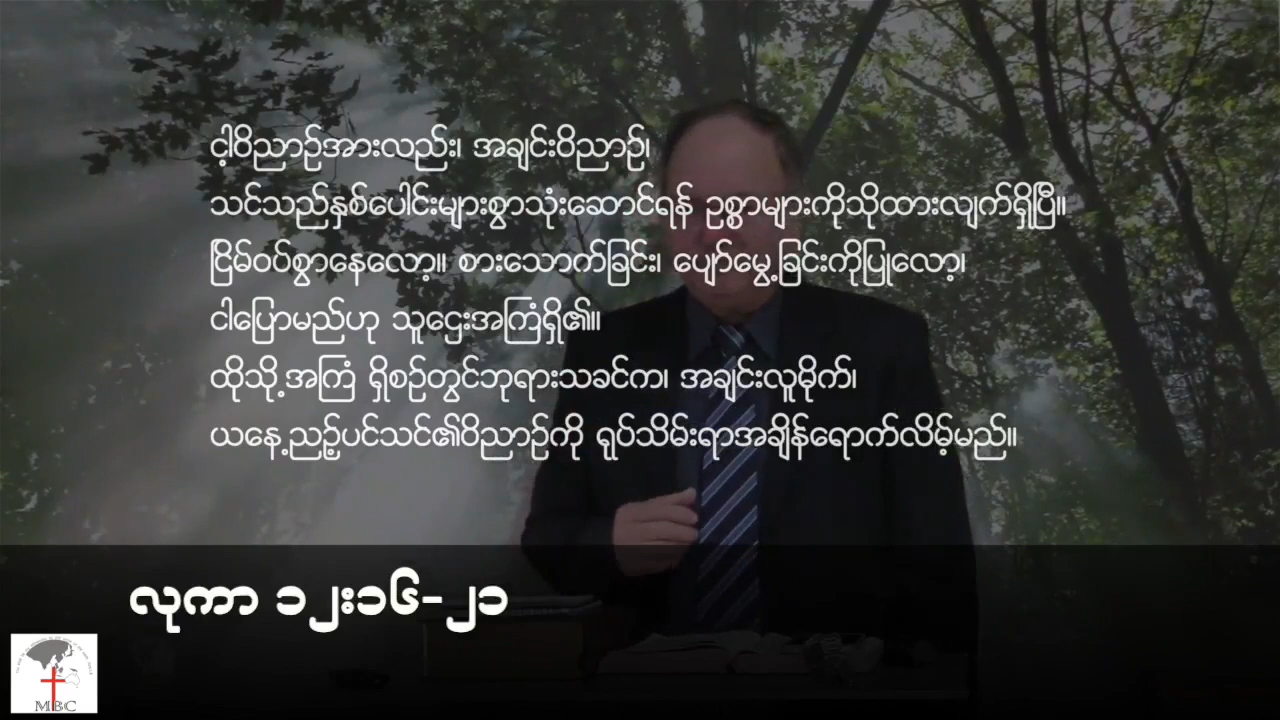 ငါ့ဝိညာဉ်အားလည်း၊ အချင်းဝိညာဉ်၊
သင်သည်နှစ်ပေါင်းများစွာသုံးဆောင်ရန် ဥစ္စာများကိုသိုထားလျက်ရှိပြီ။
ငြိမ်ဝပ်စွာနေလော့။ စားသောက်ခြင်း၊ ပျော်မွေ့ခြင်းကိုပြုလော့၊
ငါပြောမည်ဟု သူဌေးအကြံရှိ၏။
ထိုသို့အကြံ ရှိစဉ်တွင်ဘုရားသခင်က၊ အချင်းလူမိုက်၊
ယနေ့ညဉ့်ပင်သင်၏ဝိညာဉ်ကို ရုပ်သိမ်းရာအချိန်ရောက်လိမ့်မည်။
လုကာ ၁၂း၁၆-၂၁
MBC